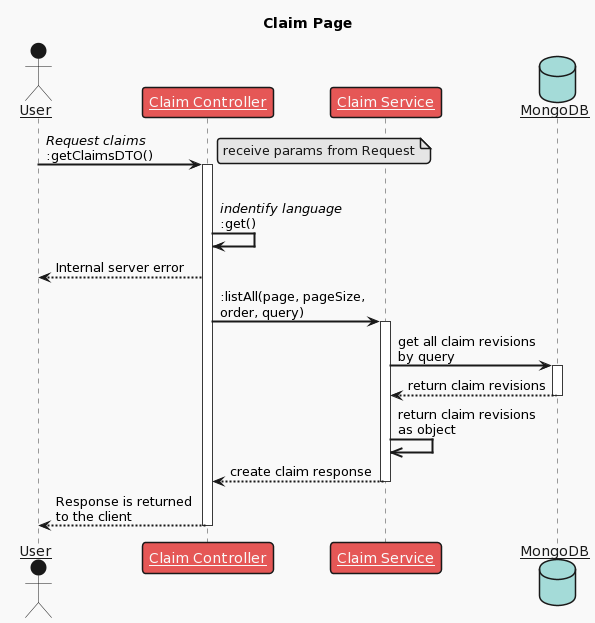 Claim Page
User
Claim Controller
Claim Service
MongoDB
Request claims
:getClaimsDTO()
receive params from Request
indentify language
:get()
Internal server error
:listAll(page, pageSize,
order, query)
get all claim revisions
by query
return claim revisions
return claim revisions
as object
create claim response
Response is returned
to the client
User
Claim Controller
Claim Service
MongoDB